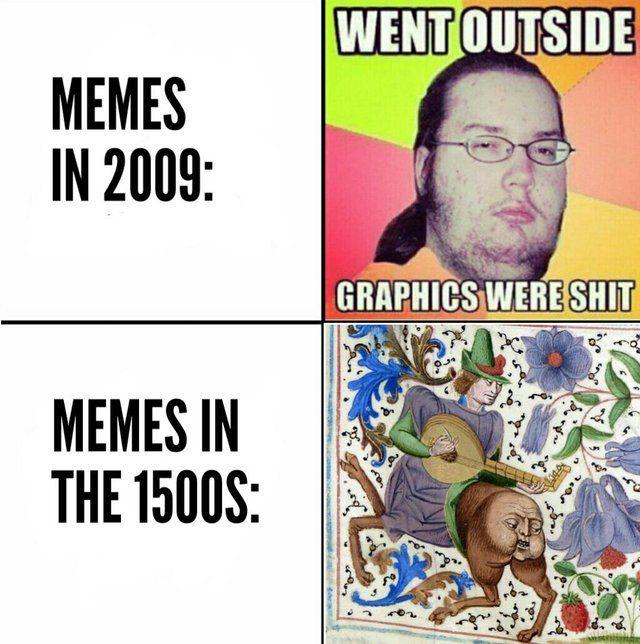 MEMES
IN 2009:
WENT OUTSIDE
GRAPHICS WERE SHIT
MEMES IN
THE 1500S: